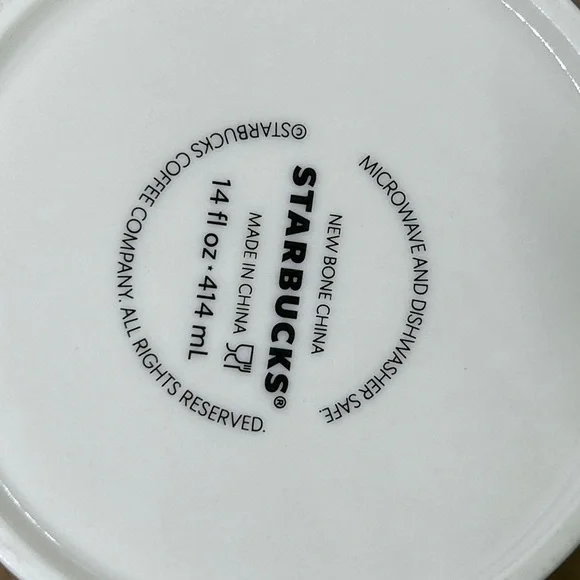 MICROWAVE AND DISHWASHER SAFE.
NEW BONE CHINA
STARBUCKS®
MADE IN CHINA
14 fl oz • 414 mL
©STARBUCKS COFFEE COMPANY. ALL RIGHTS RESERVED.